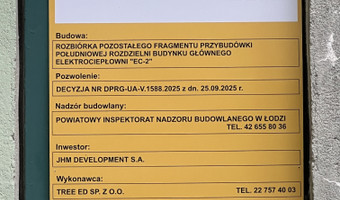 Budowa:
ROZBIÓRKA POZOSTAŁEGO FRAGMENTU PRZYBUDÓWKI
POŁUDNIOWEJ ROZDZIELNI BUDYNKU GŁÓWNEGO
ELEKTROCIEPŁOWNI "EC-2"
Pozwolenie:
DECYZJA NR DPRG-UA-V.1588.2025 z dn. 25.09.2025 r.
Nadzór budowlany:
POWIATOWY INSPEKTORAT NADZORU BUDOWLANEGO W ŁODZI
TEL. 42 655 80 36
Inwestor:
JHM DEVELOPMENT S.A.
Wykonawca:
TREE ED SP. Z O.O. TEL. 22 757 40 03